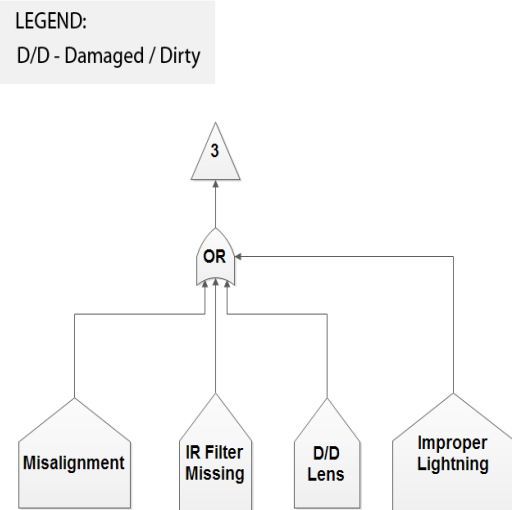 LEGEND:
D/D - Damaged / Dirty
3
OR
Misalignment
IR Filter
Missing
D/D
Lens
Improper
Lightning